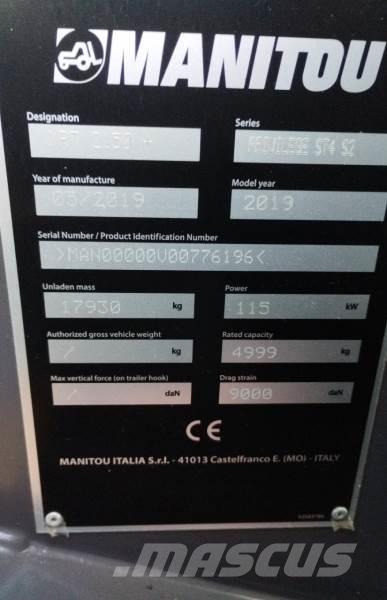 MANITOU
Designation Series
MRT 2150 + PRIVILEGE ST4 S2
Year of manufacture Model year
05/2019 2019
Serial Number / Product Identification Number
>MAN00000V00776196<
Unladen mass Power
17930 kg 115 kW
Authorized gross vehicle weight Rated capacity
/ kg 4999 kg
Max vertical force (on trailer hook) Drag strain
/ daN 9000 daN
CE
MANITOU ITALIA S.r.l. - 41013 Castelfranco E. (MO) - ITALY
MASCUS